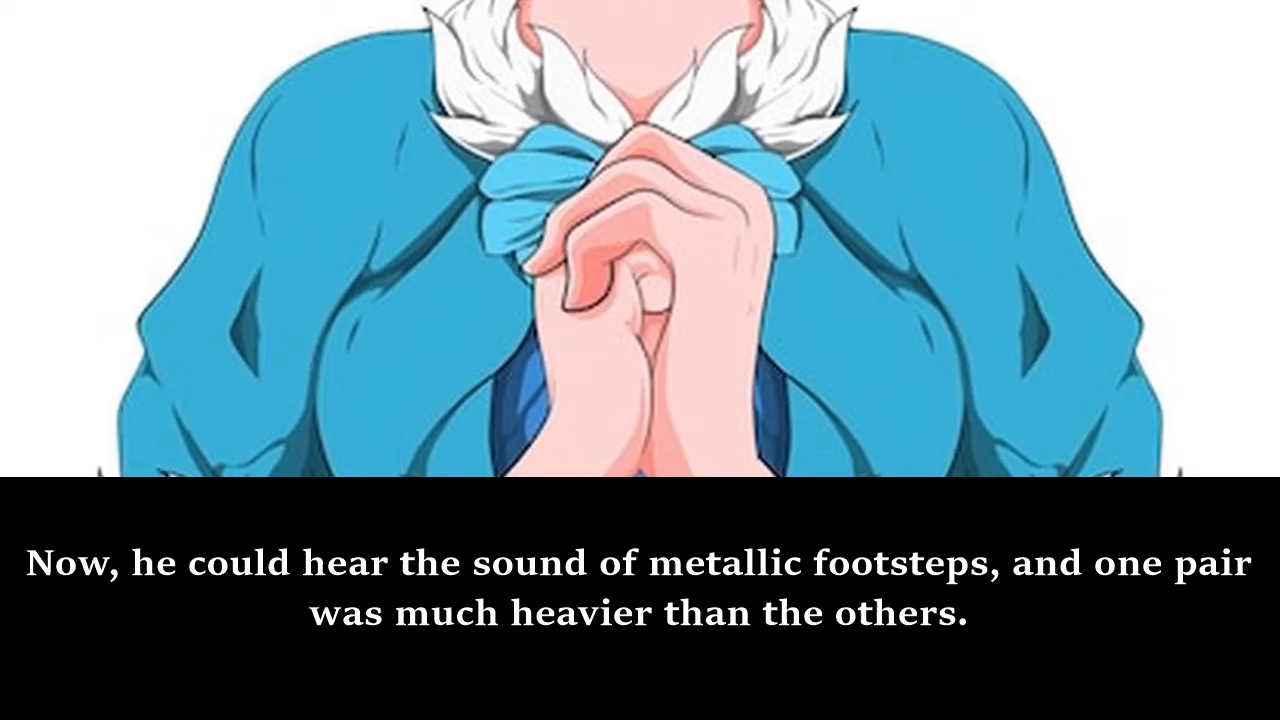 Now, he could hear the sound of metallic footsteps, and one pair
was much heavier than the others.